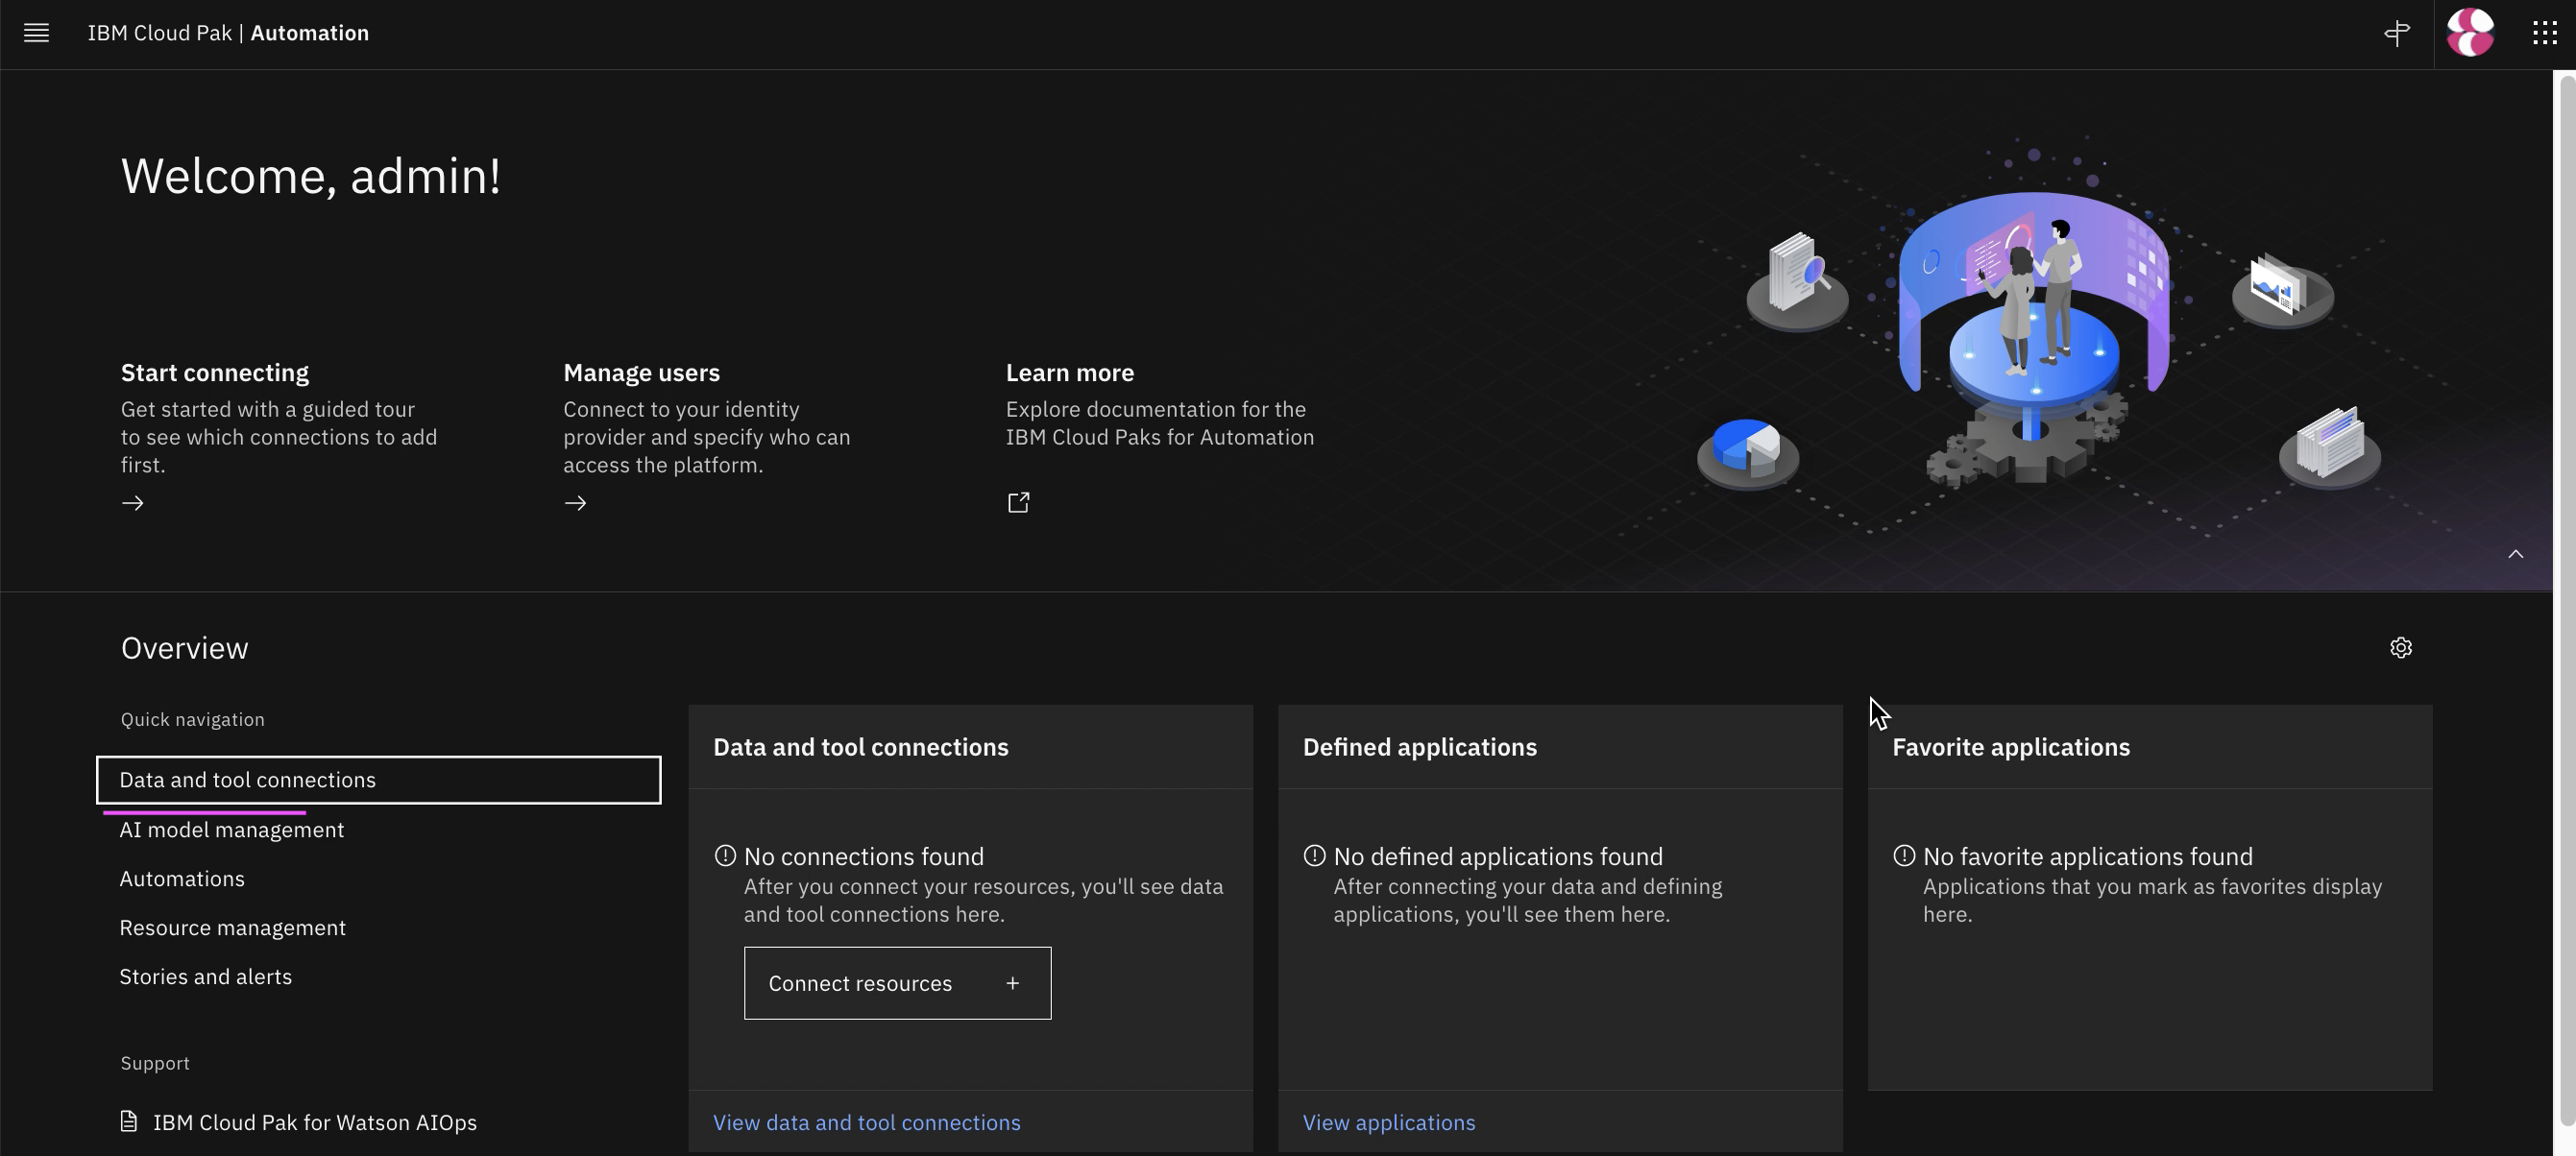 IBM Cloud Pak | Automation
Welcome, admin!
Start connecting
Get started with a guided tour
to see which connections to add
first.
Manage users
Connect to your identity
provider and specify who can
access the platform.
Learn more
Explore documentation for the
IBM Cloud Paks for Automation
Overview
Quick navigation
Data and tool connections
AI model management
Automations
Resource management
Stories and alerts
Support
IBM Cloud Pak for Watson AIOps
Data and tool connections
No connections found
After you connect your resources, you'll see data
and tool connections here.
Connect resources +
View data and tool connections
Defined applications
No defined applications found
After connecting your data and defining
applications, you'll see them here.
View applications
Favorite applications
No favorite applications found
Applications that you mark as favorites display
here.